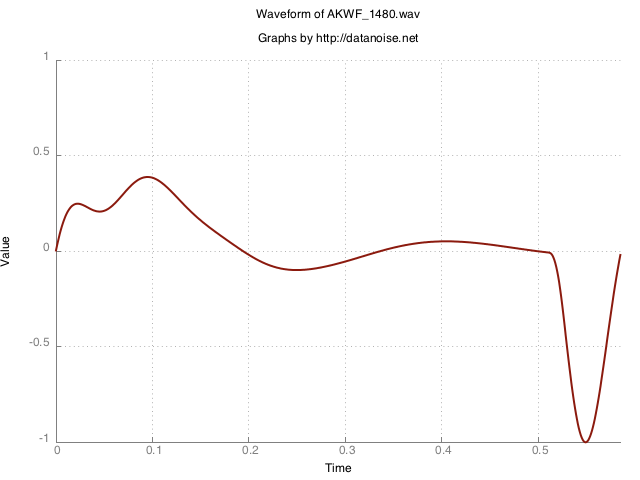 Waveform of AKWF_1480.wav
Graphs by http://datanoise.net
1
0.5
0
-0.5
-1
Value
0 0.1 0.2 0.3 0.4 0.5
Time